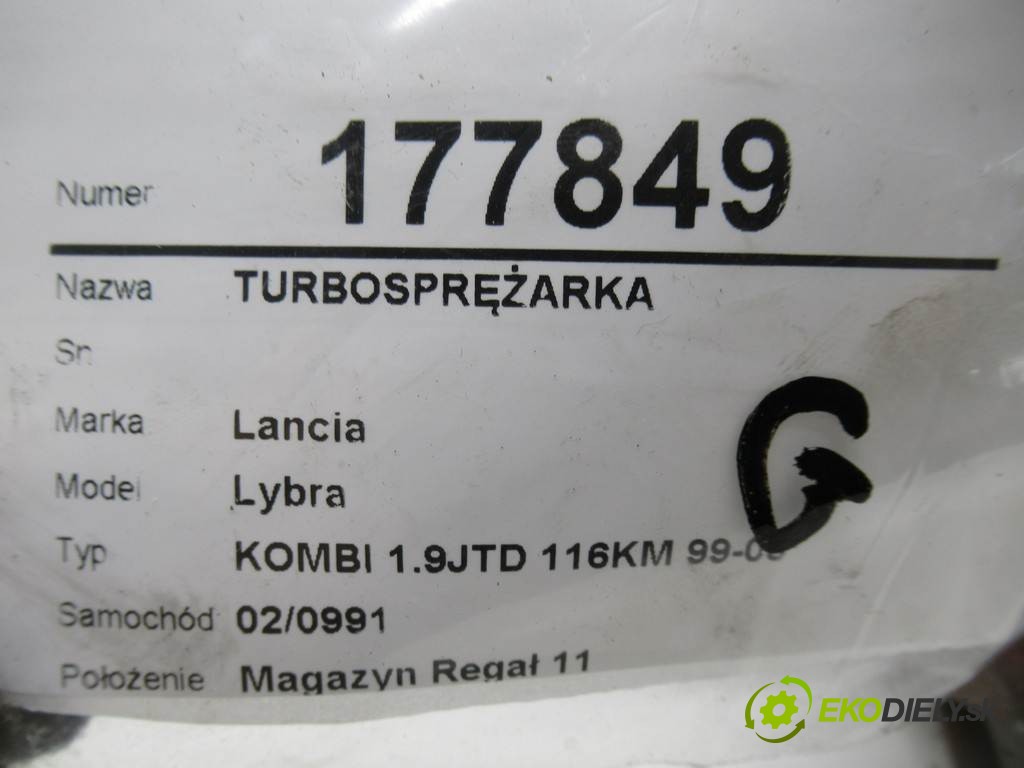 Numer 177849
Nazwa TURBOSPRĘŻARKA
Sn
Marka Lancia
G
Model Lybra
Typ KOMBI 1.9JTD 116KM
Samochód 02/0991
Położenie Magazyn Regał 11
EKODIELY.SK